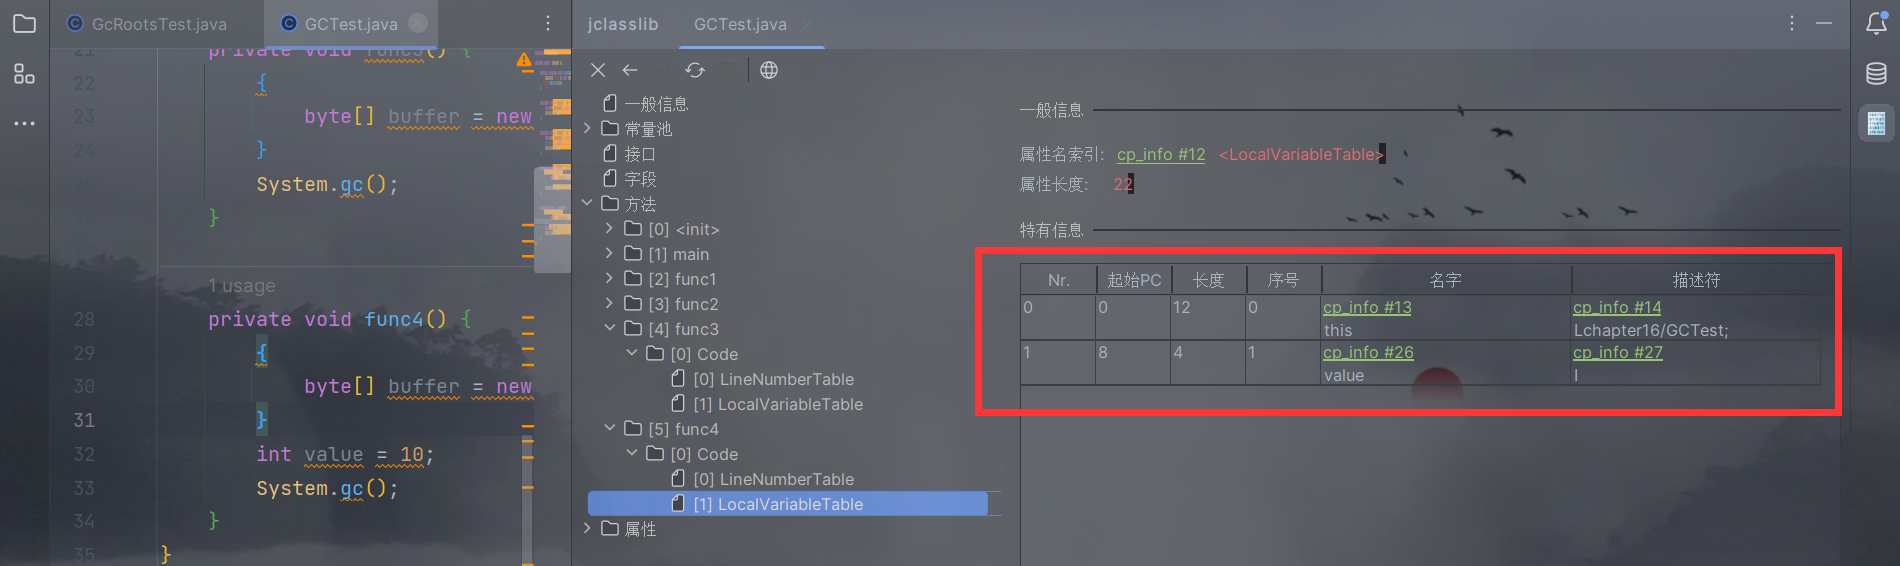 GcRootsTest.java
GCTest.java
21 private void func3() {
22 {
23 byte[] buffer = new
24 }
25 System.gc();
26 }
27
1 usage
28 private void func4() {
29 {
30 byte[] buffer = new
31 }
32 int value = 10;
33 System.gc();
34 }
35 }
jclasslib GCTest.java
一般信息
常量池
接口
字段
方法
[0] <init>
[1] main
[2] func1
[3] func2
[4] func3
[0] Code
[0] LineNumberTable
[1] LocalVariableTable
[5] func4
[0] Code
[0] LineNumberTable
[1] LocalVariableTable
属性
一般信息
属性名索引: cp_info #12 <LocalVariableTable>
属性长度: 22
特有信息
Nr. 起始PC 长度 序号 名字 描述符
0 0 12 0 cp_info #13 cp_info #14
this Lchapter16/GCTest;
1 8 4 1 cp_info #26 cp_info #27
value I